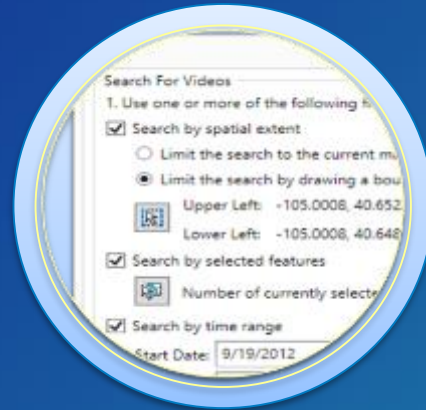 Search For Videos
1. Use one or more of the following
Search by spatial extent
Limit the search to the current
Limit the search by drawing a
Upper Left: -105.0008, 40.652
Lower Left: -105.0008, 40.648
Search by selected features
Number of currently
Search by time range
Start Date: 9/19/2012